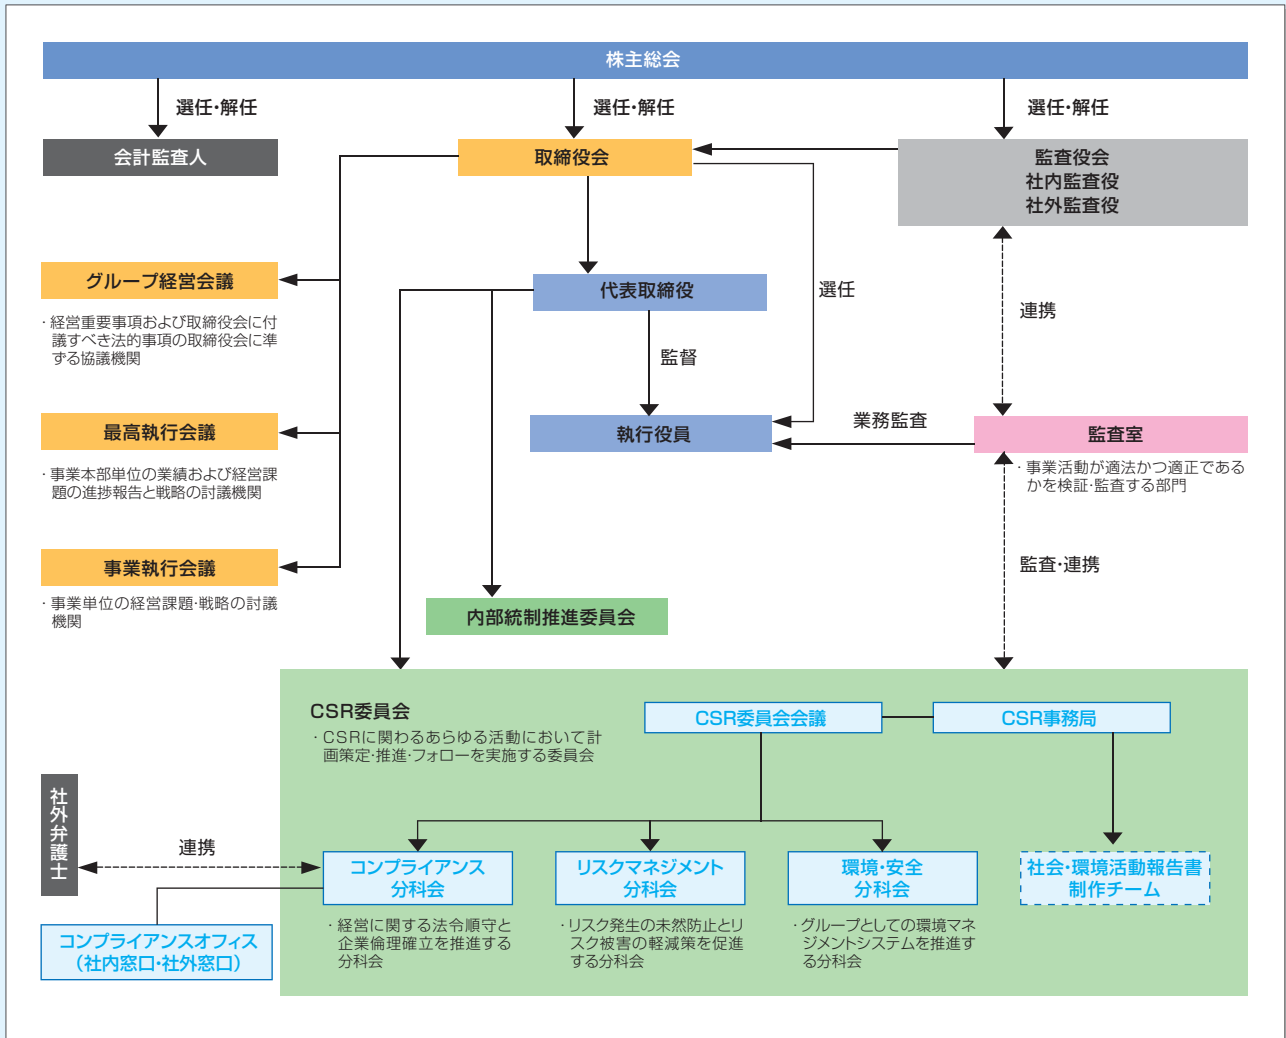 株主総会
選任・解任
選任・解任
選任・解任
会計監査人
取締役会
監査役会
社内監査役
社外監査役
グループ経営会議
・経営重要事項および取締役会に付
議すべき法的事項の取締役会に準
ずる協議機関
代表取締役
選任
連携
監督
最高執行会議
・事業本部単位の業績および経営課
題の進捗報告と戦略の討議機関
執行役員
業務監査
監査室
・事業活動が適法かつ適正である
かを検証・監査する部門
事業執行会議
・事業単位の経営課題・戦略の討議
機関
監査・連携
内部統制推進委員会
CSR委員会
・CSRに関わるあらゆる活動において計
画策定・推進・フォローを実施する委員会
CSR委員会会議
CSR事務局
社外弁護士
連携
コンプライアンス
分科会
・経営に関する法令順守と
企業倫理確立を推進する
分科会
リスクマネジメント
分科会
・リスク発生の未然防止とリ
スク被害の軽減策を促進
する分科会
環境・安全
分科会
・グループとしての環境マネ
ジメントシステムを推進す
る分科会
社会・環境活動報告書
制作チーム
コンプライアンスオフィス
（社内窓口・社外窓口）